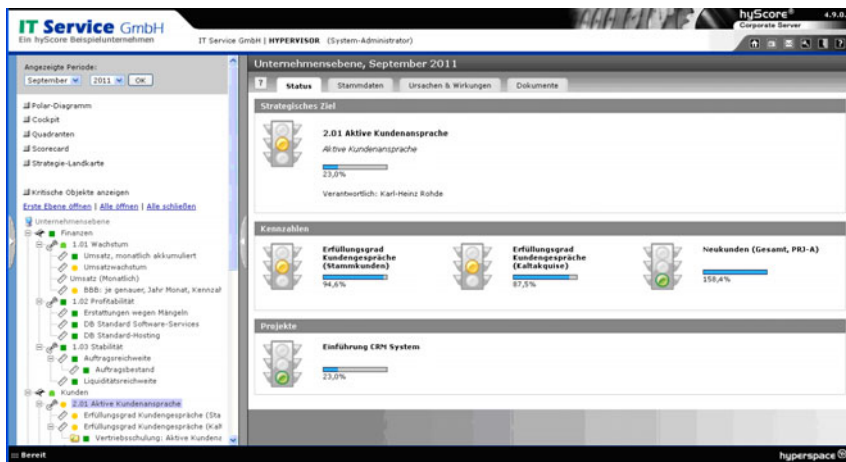 IT Service GmbH
Ein hyScore Beispielunternehmen
IT Service GmbH | HYPERVISOR (System-Administrator)
hyScore®
4.9.0
Corporate Server
Angezeigte Periode:
September 2011 OK
Polar-Diagramm
Cockpit
Quadranten
Scorecard
Strategie-Landkarte
Kritische Objekte anzeigen
Erste Ebene öffnen | Alle öffnen | Alle schließen
Unternehmensebene
Finanzen
1.01 Wachstum
Umsatz, monatlich akkumuliert
Umsatzwachstum
Umsatz (Monatlich)
BBB: je genauer, Jahr Monat, Kennzahl
1.02 Profitabilität
Erstattungen wegen Mängeln
DB Standard Software-Services
DB Standard-Hosting
1.03 Stabilität
Auftragsreichweite
Auftragsbestand
Liquiditätsreichweite
Kunden
2.01 Aktive Kundenansprache
Erfüllungsgrad Kundengespräche (Sta
Erfüllungsgrad Kundengespräche (Kalt
Vertriebsschulung: Aktive Kundena
Unternehmensebene, September 2011
?
Status
Stammdaten
Ursachen & Wirkungen
Dokumente
Strategisches Ziel
2.01 Aktive Kundenansprache
Aktive Kundenansprache
23,0%
Verantwortlich: Karl-Heinz Rohde
Kennzahlen
Erfüllungsgrad
Kundengespräche
(Stammkunden)
94,6%
Erfüllungsgrad
Kundengespräche
(Kaltakquise)
87,5%
Neukunden (Gesamt, PRJ-A)
158,4%
Projekte
Einführung CRM System
23,0%
Bereit
hyperspace